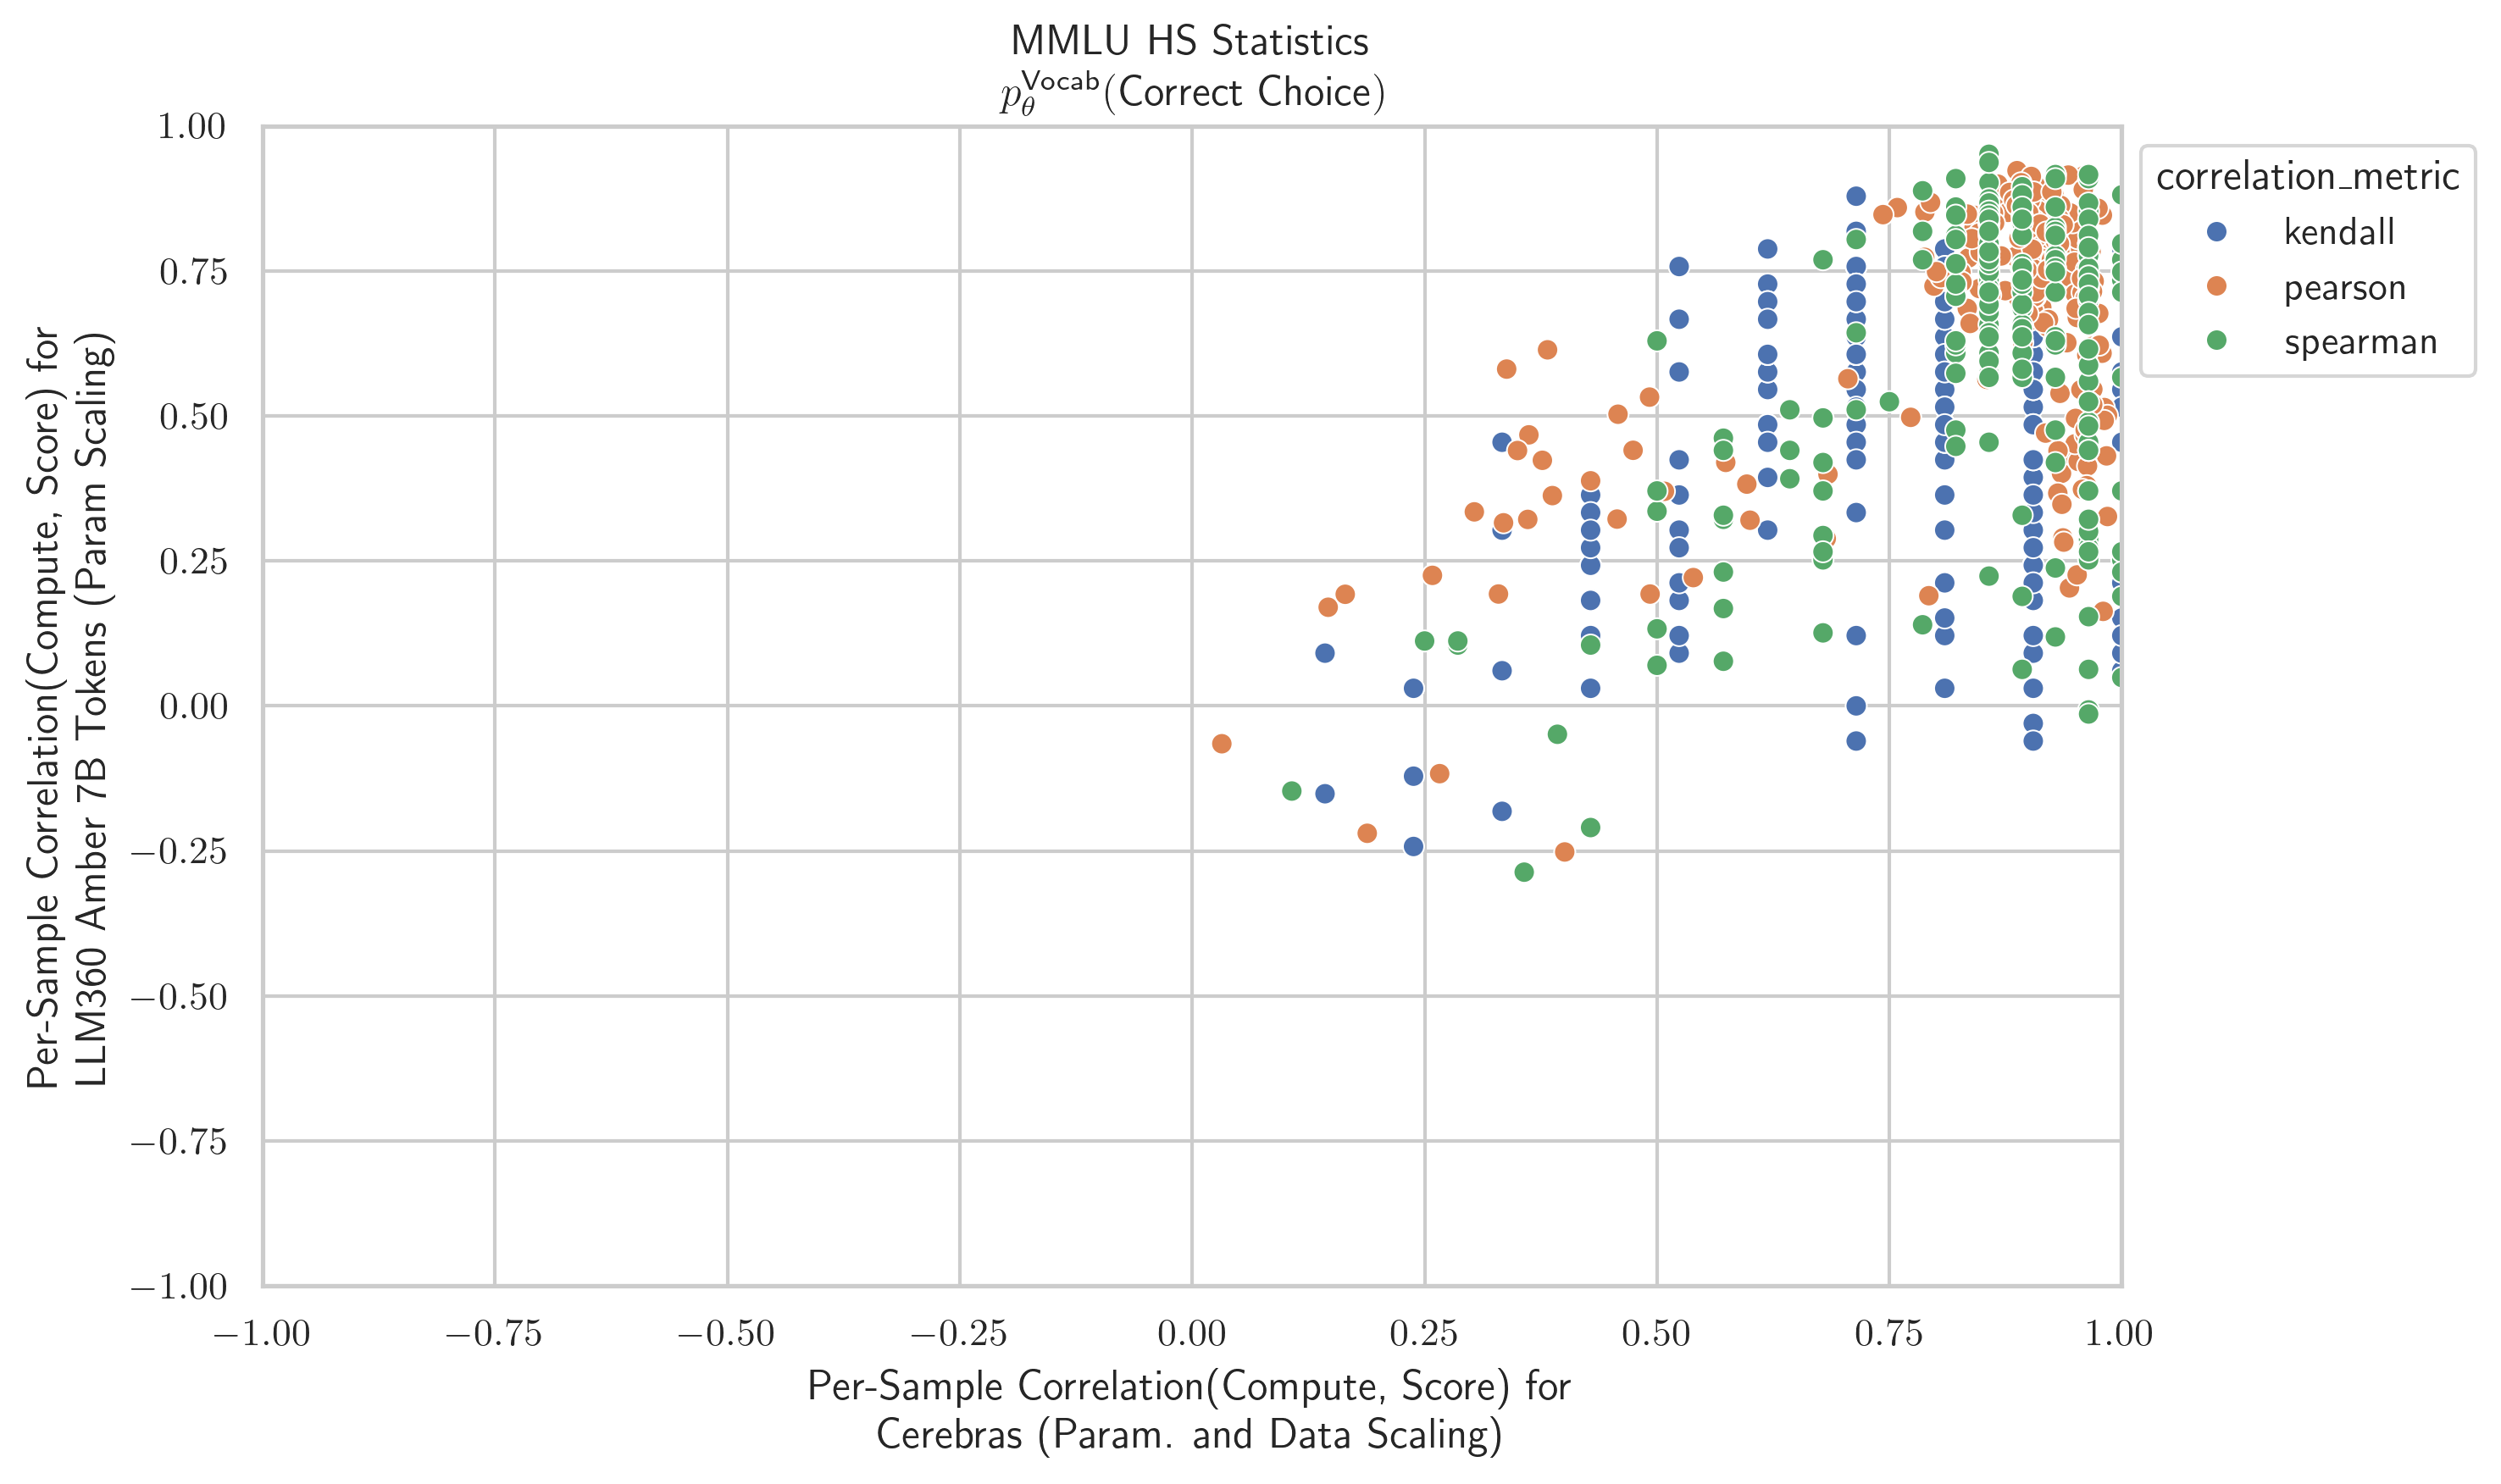 MMLU HS Statistics
p_θ^Vocab(Correct Choice)
Per-Sample Correlation(Compute, Score) for
LLM360 Amber 7B Tokens (Param Scaling)
1.00
0.75
0.50
0.25
0.00
−0.25
−0.50
−0.75
−1.00
correlation_metric
kendall
pearson
spearman
−1.00 −0.75 −0.50 −0.25 0.00 0.25 0.50 0.75 1.00
Per-Sample Correlation(Compute, Score) for
Cerebras (Param. and Data Scaling)